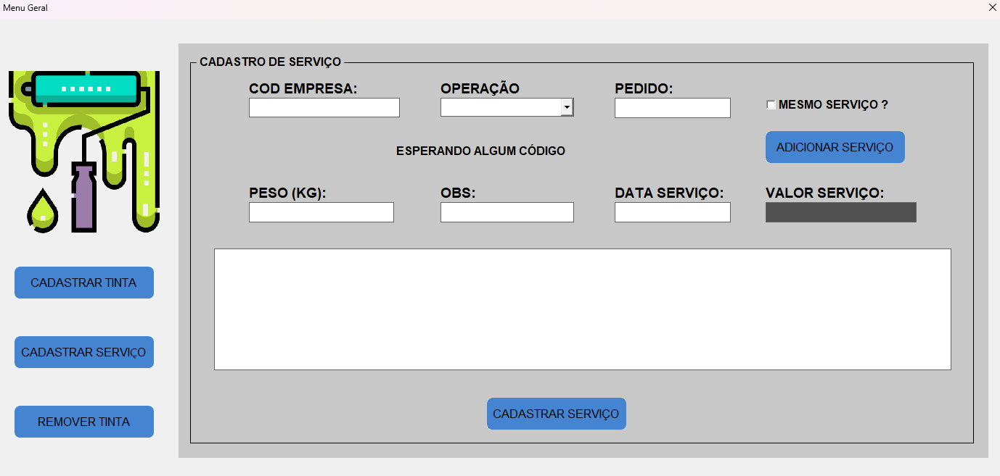 Menu Geral
CADASTRO DE SERVIÇO
COD EMPRESA:
OPERAÇÃO
PEDIDO:
MESMO SERVIÇO ?
ADICIONAR SERVIÇO
ESPERANDO ALGUM CÓDIGO
PESO (KG):
OBS:
DATA SERVIÇO:
VALOR SERVIÇO:
CADASTRAR TINTA
CADASTRAR SERVIÇO
REMOVER TINTA
CADASTRAR SERVIÇO